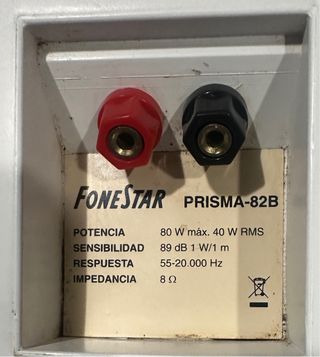 FONESTAR PRISMA-82B
POTENCIA 80 W máx. 40 W RMS
SENSIBILIDAD 89 dB 1 W/1 m
RESPUESTA 55-20.000 Hz
IMPEDANCIA 8 Ω